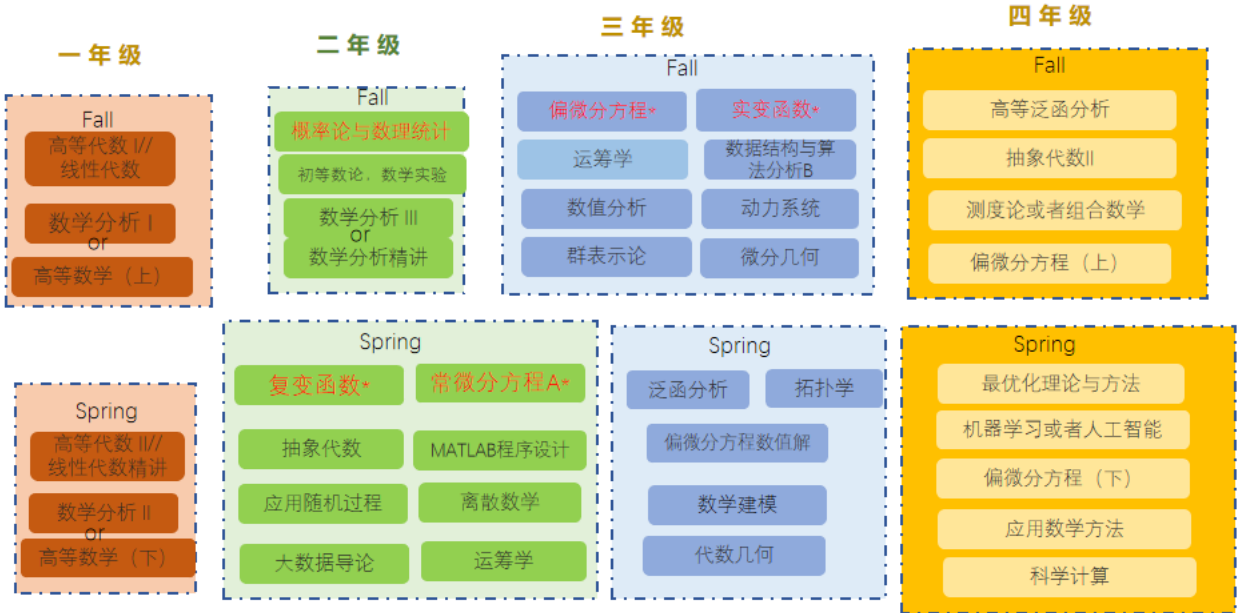 一年级
Fall
高等代数 I//
线性代数
数学分析 I
or
高等数学（上）
Spring
高等代数 II//
线性代数精讲
数学分析 II
or
高等数学（下）
二年级
Fall
概率论与数理统计
初等数论，数学实验
数学分析 III
or
数学分析精讲
Spring
复变函数*
常微分方程A*
抽象代数
MATLAB程序设计
应用随机过程
离散数学
大数据导论
运筹学
三年级
Fall
偏微分方程*
实变函数*
运筹学
数据结构与算
法分析B
数值分析
动力系统
群表示论
微分几何
Spring
泛函分析
拓扑学
偏微分方程数值解
数学建模
代数几何
四年级
Fall
高等泛函分析
抽象代数II
测度论或者组合数学
偏微分方程（上）
Spring
最优化理论与方法
机器学习或者人工智能
偏微分方程（下）
应用数学方法
科学计算